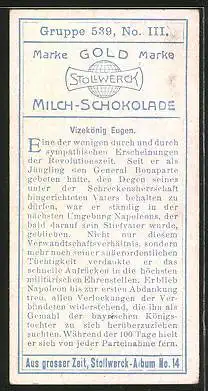 Gruppe 539, No. III.
Marke GOLD Marke
STOLLWERCK
MILCH-SCHOKOLADE
Vizekönig Eugen.
Eine der wenigen durch und durch
sympathischen Erscheinungen
der Revolutionszeit. Seit er als
Jüngling den General Bonaparte
gebeten hatte, den Degen seines
unter der Schreckensherrschaft
hingerichteten Vaters behalten zu
dürfen, war er ständig in der
nächsten Umgebung Napoleons, der
bald darauf sein Stiefvater wurde,
geblieben. Nicht nur diesem
Verwandtschaftsverhältnis, sondern
mehr noch seiner außerordentlichen
Tüchtigkeit verdankte er das
schnelle Aufrücken in die höchsten
militärischen Ehrenstellen. Er blieb
Napoleon bis zur ersten Abdankung
treu, allen Verlockungen der Ver-
bündeten widerstehend, die ihn als
Gemahl der bayrischen Königs-
tochter zu sich herüberzuziehen
suchten. Während der 100 Tage hielt
er sich von jeder Parteinahme fern.
Aus grosser Zeit, Stollwerck-Album No. 14